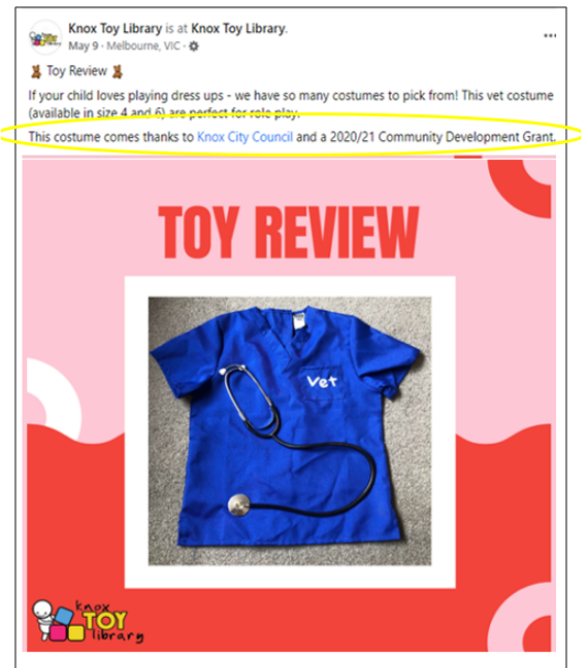 Knox Toy Library is at Knox Toy Library.
May 9 · Melbourne, VIC ·
Toy Review
If your child loves playing dress ups - we have so many costumes to pick from! This vet costume
(available in size 4 and 6) are perfect for role play.
This costume comes thanks to Knox City Council and a 2020/21 Community Development Grant.
TOY REVIEW
Vet
knox
TOY
library